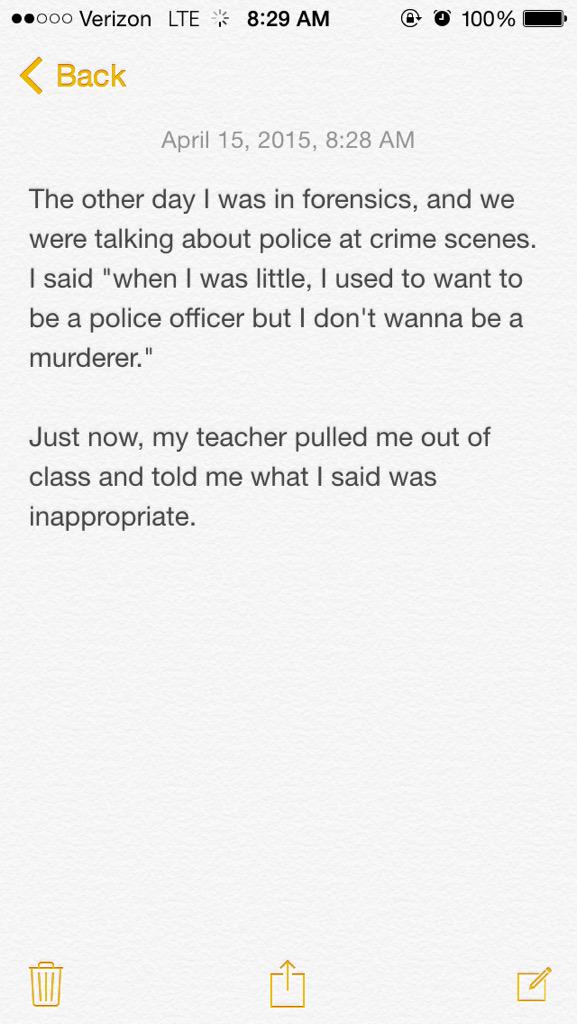 Verizon LTE 8:29 AM 100%
Back
April 15, 2015, 8:28 AM
The other day I was in forensics, and we
were talking about police at crime scenes.
I said "when I was little, I used to want to
be a police officer but I don't wanna be a
murderer."
Just now, my teacher pulled me out of
class and told me what I said was
inappropriate.